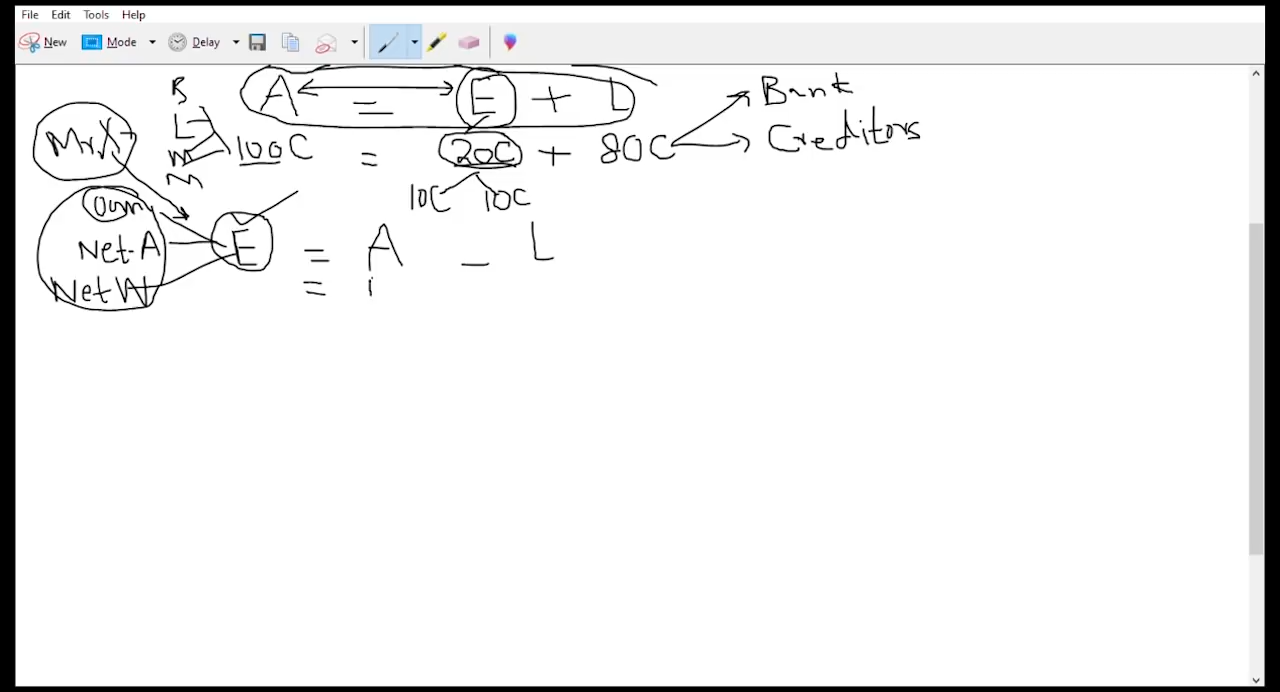 File Edit Tools Help
New Mode Delay
B
A = E + L
Bank
Mr.X
L
M
M
100C = 20C + 80C
Creditors
10C 10C
Own
Net-A
E = A - L
Net W
=